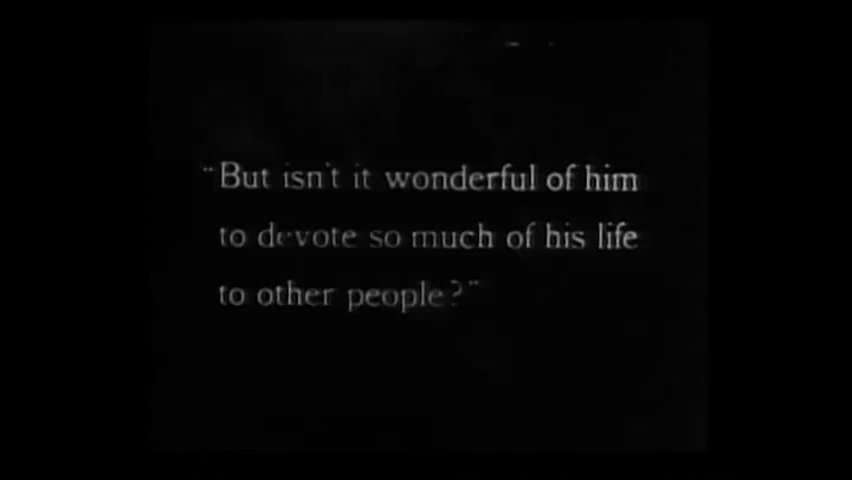 "But isn't it wonderful of him
to devote so much of his life
to other people?"